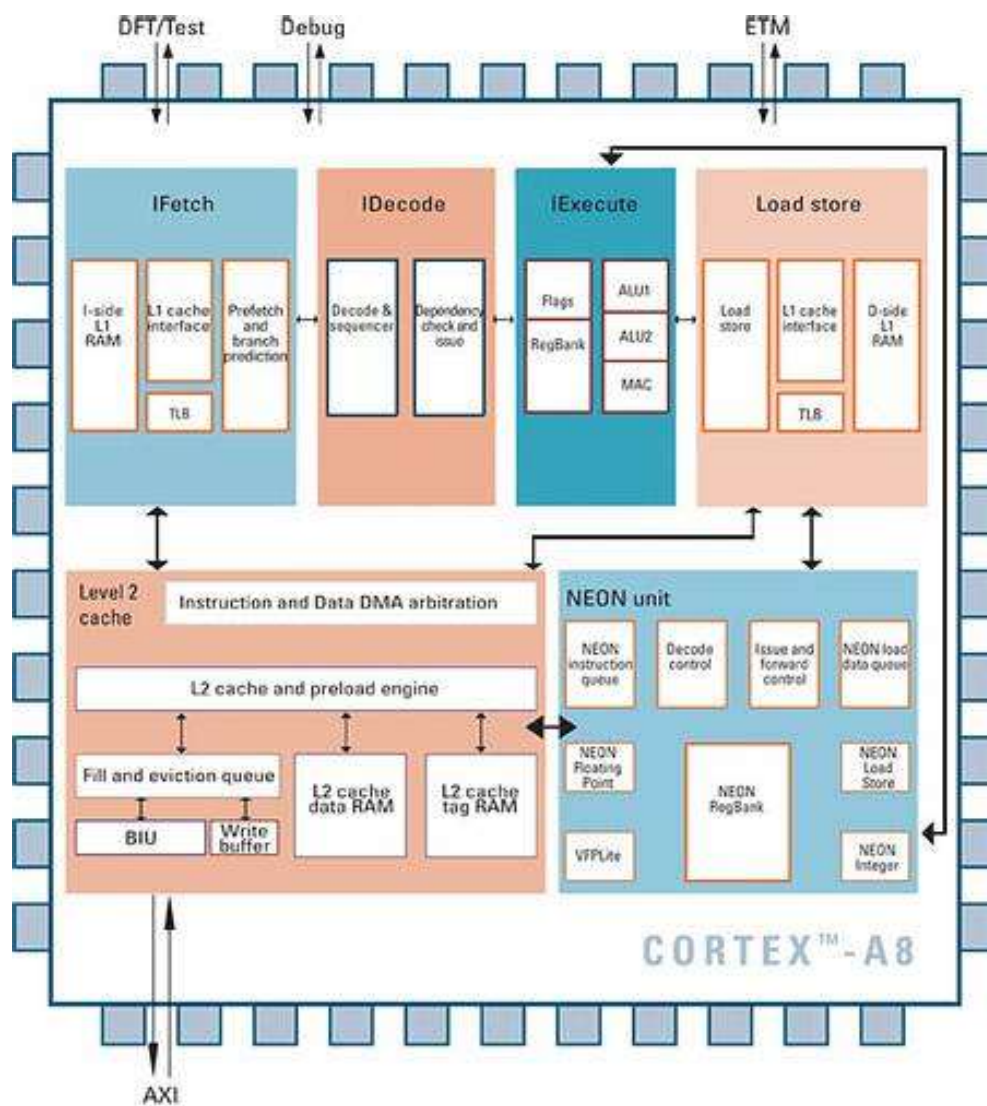 DFT/Test
Debug
ETM
IFetch
I-side
L1
RAM
L1 cache
interface
TLB
Prefetch
and
branch
prediction
IDecode
Decode &
sequencer
Dependency
check and
issue
IExecute
Flags
RegBank
ALU1
ALU2
MAC
Load store
Load
store
L1 cache
interface
TLB
D-side
L1
RAM
Level 2
cache
Instruction and Data DMA arbitration
L2 cache and preload engine
Fill and eviction queue
BIU
Write
buffer
L2 cache
data RAM
L2 cache
tag RAM
NEON unit
NEON
instruction
queue
Decode
control
Issue and
forward
control
NEON load
data queue
NEON
Floating
Point
NEON
RegBank
NEON
Load
Store
VFPLite
NEON
Integer
CORTEX™-A8
AXI